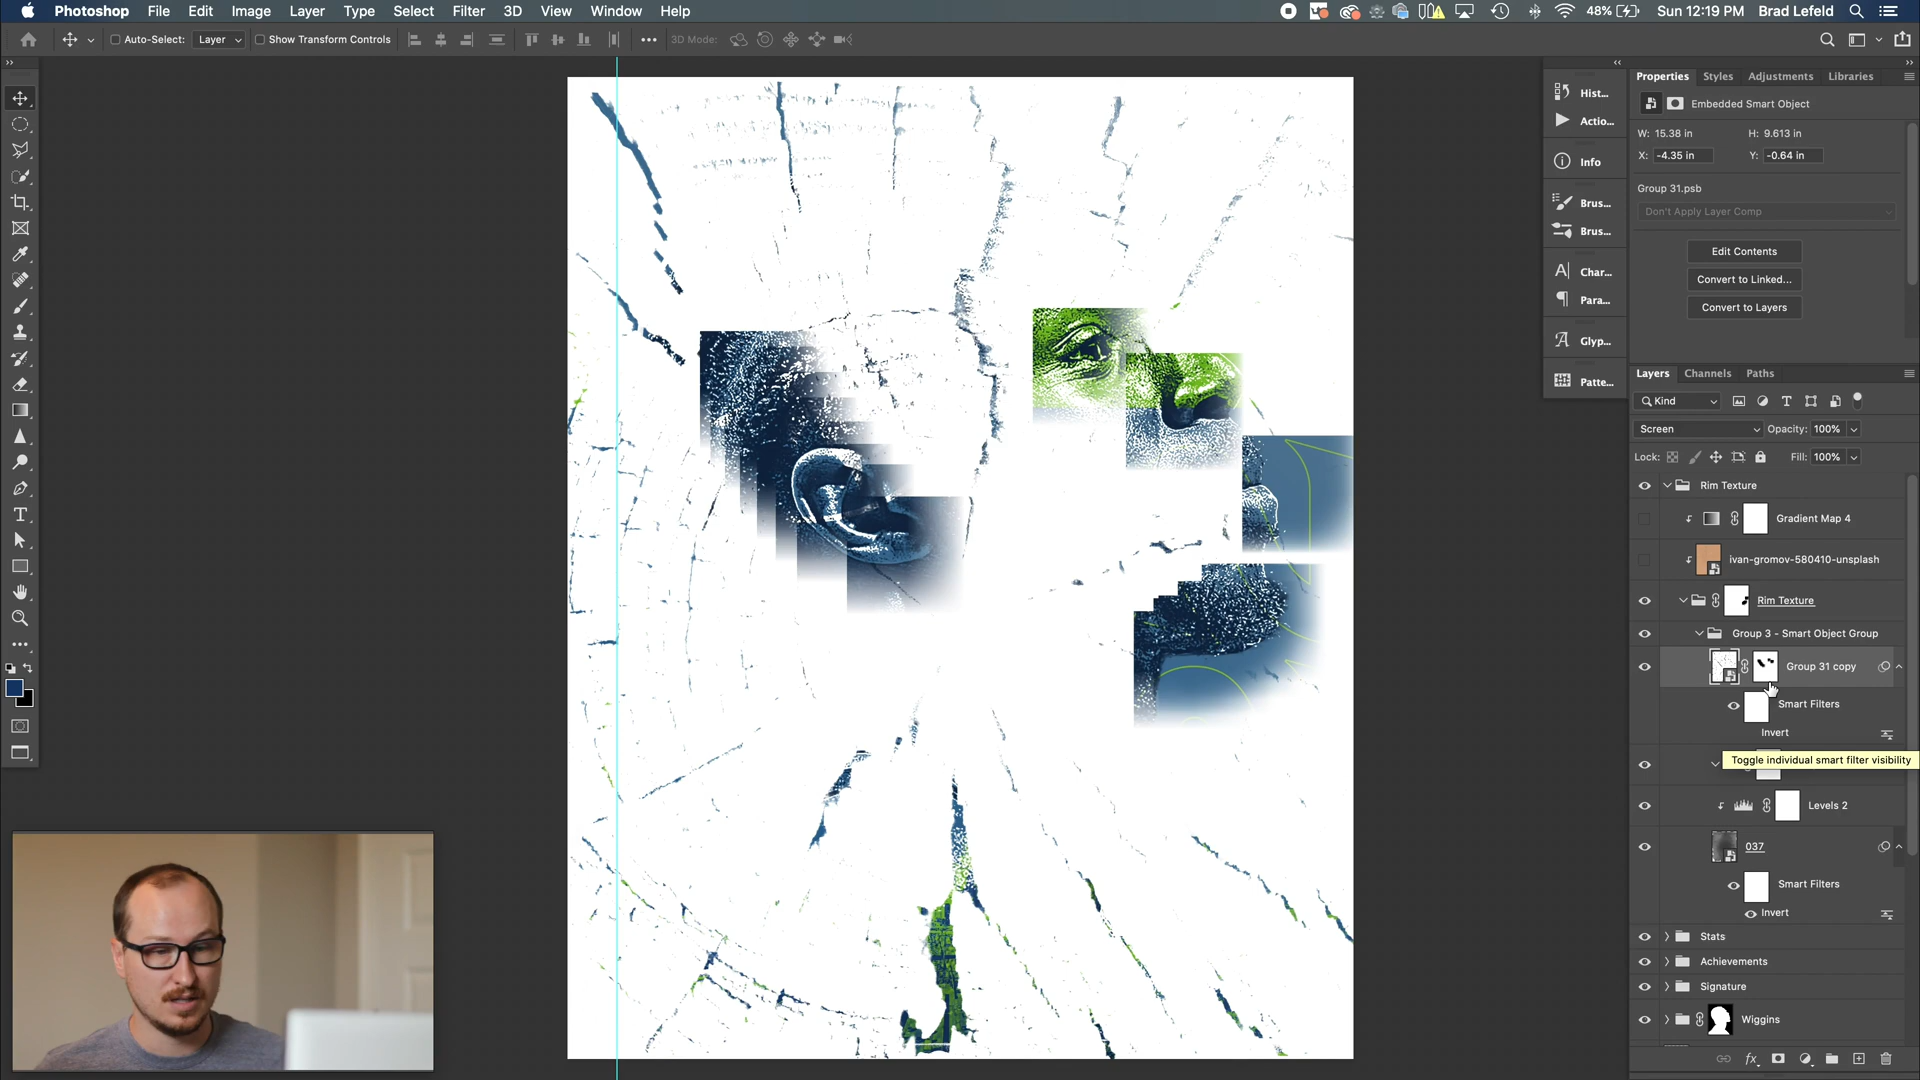 Photoshop File Edit Image Layer Type Select Filter 3D View Window Help 48% Sun 12:19 PM Brad Lefeld
Auto-Select: Layer Show Transform Controls 3D Mode:
Properties Styles Adjustments Libraries
Hist...
Actio...
Info
Brus...
Brus...
Char...
Para...
Glyp...
Patte...
Embedded Smart Object
W: 15.38 in H: 9.613 in
X: -4.35 in Y: -0.64 in
Group 31.psb
Don't Apply Layer Comp
Edit Contents
Convert to Linked...
Convert to Layers
Layers Channels Paths
Kind
Screen Opacity: 100%
Lock: Fill: 100%
Rim Texture
Gradient Map 4
ivan-gromov-580410-unsplash
Rim Texture
Group 3 - Smart Object Group
Group 31 copy
Smart Filters
Invert
Toggle individual smart filter visibility
Levels 2
037
Smart Filters
Invert
Stats
Achievements
Signature
Wiggins